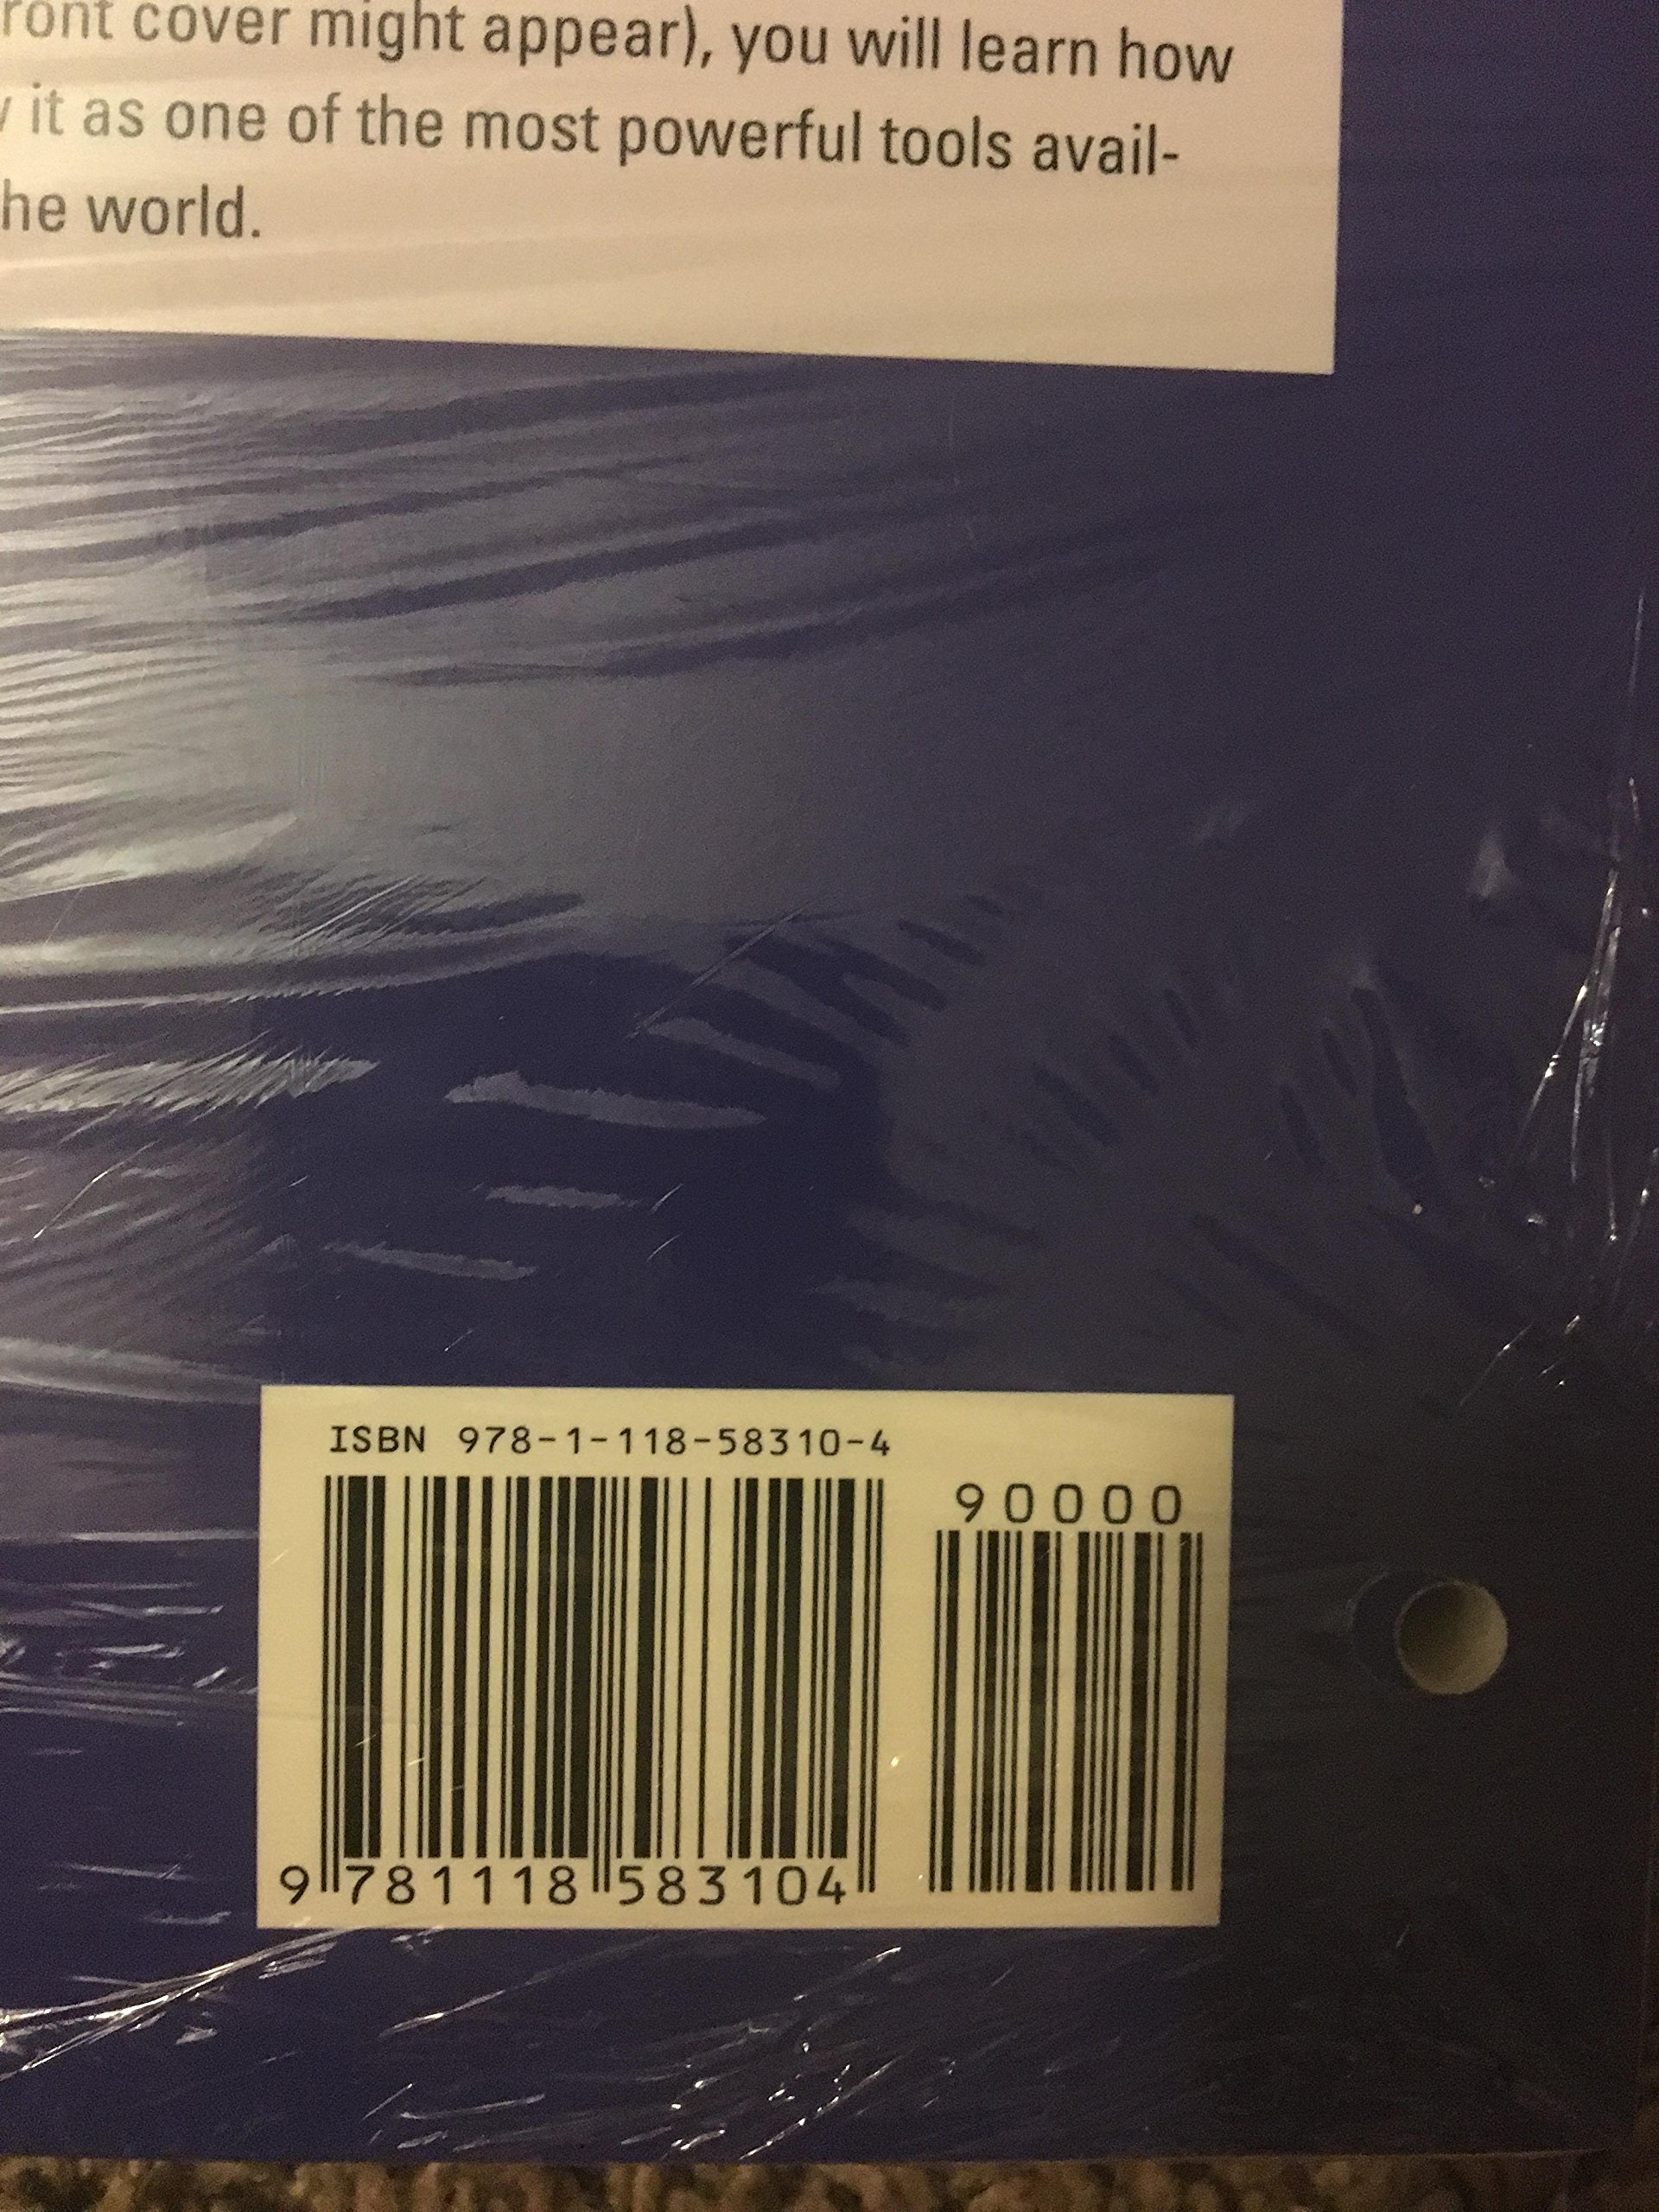 ront cover might appear), you will learn how
it as one of the most powerful tools avail-
he world.
ISBN 978-1-118-58310-4
90000
9 781118 583104